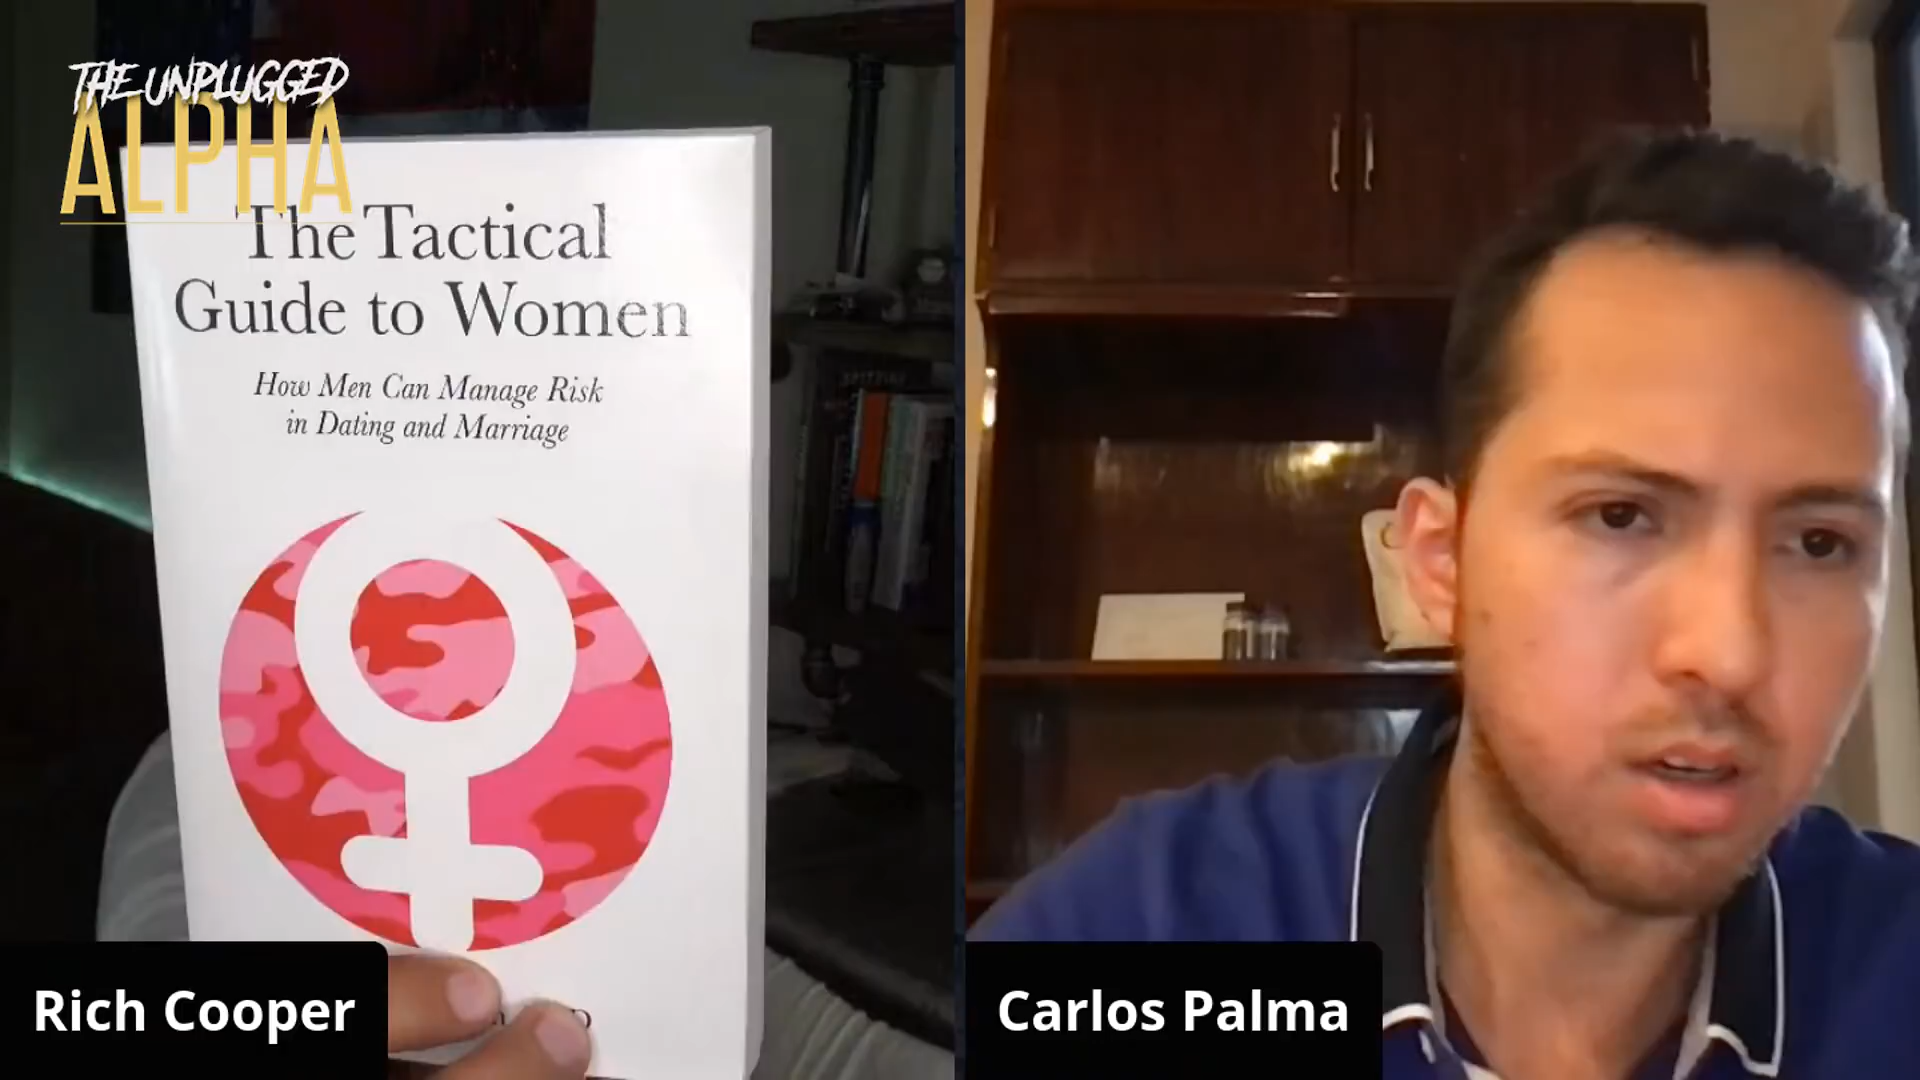 THE UNPLUGGED
ALPHA
The Tactical
Guide to Women
How Men Can Manage Risk
in Dating and Marriage
Rich Cooper
Carlos Palma